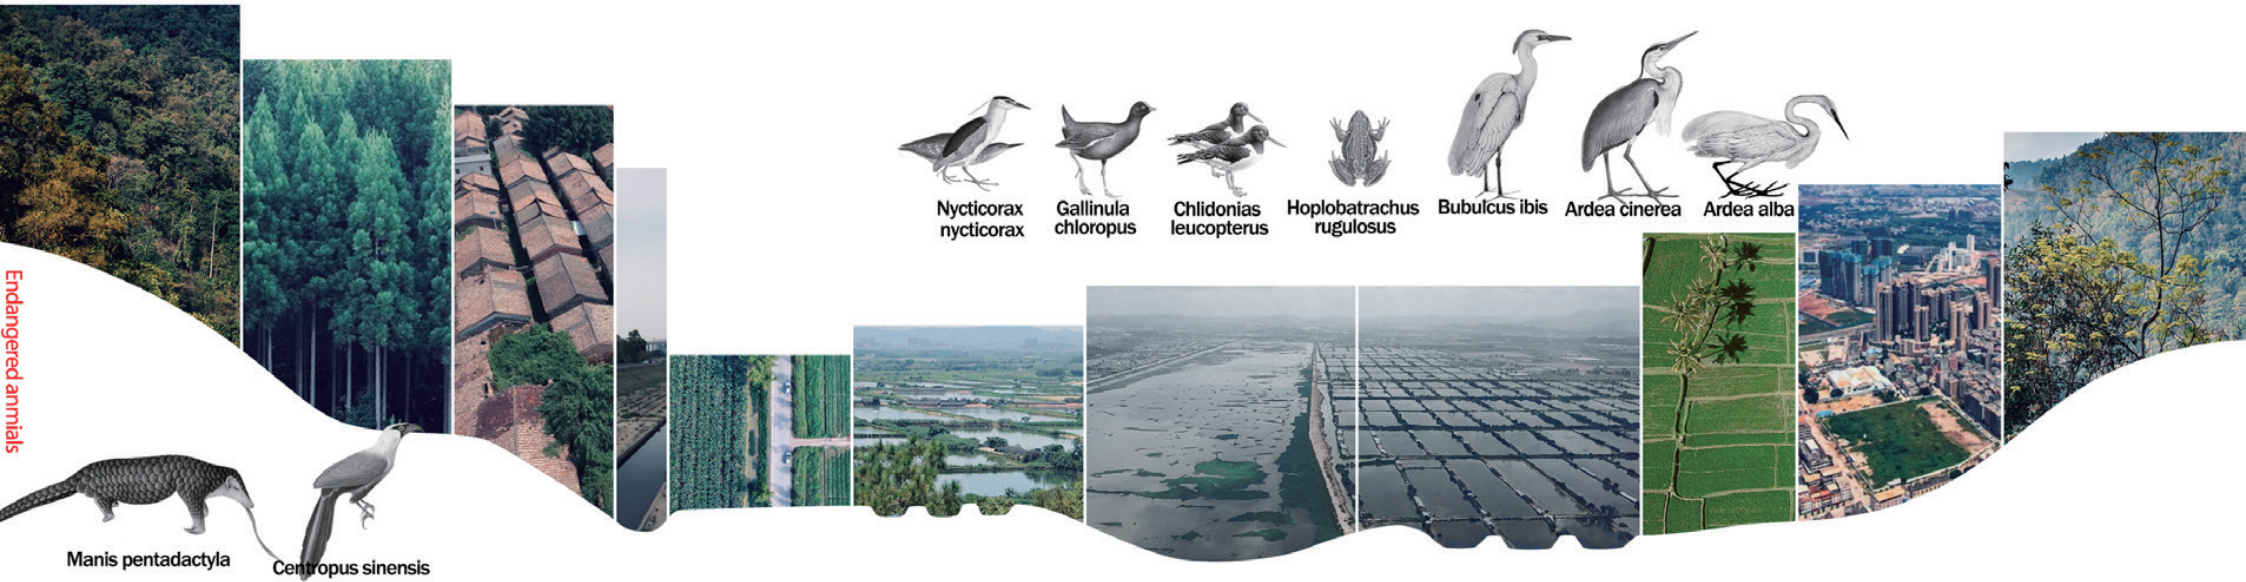 Nycticorax
nycticorax
Gallinula
chloropus
Chlidonias
leucopterus
Hoplobatrachus
rugulosus
Bubulcus ibis
Ardea cinerea
Ardea alba
Endangered anmials
Manis pentadactyla
Centropus sinensis